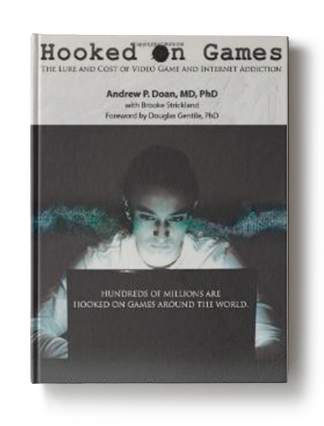 Hooked on Games
THE LURE AND COST OF VIDEO GAME AND INTERNET ADDICTION
Andrew P. Doan, MD, PhD
with Brooke Strickland
Foreword by Douglas Gentile, PhD
HUNDREDS OF MILLIONS ARE
HOOKED ON GAMES AROUND THE WORLD.